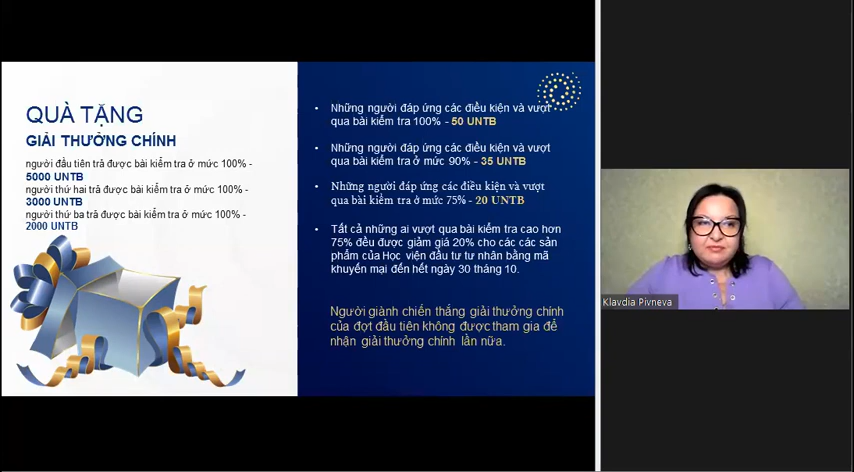 QUÀ TẶNG
GIẢI THƯỞNG CHÍNH
người đầu tiên trả được bài kiểm tra ở mức 100% -
5000 UNTB
người thứ hai trả được bài kiểm tra ở mức 100% -
3000 UNTB
người thứ ba trả được bài kiểm tra ở mức 100% -
2000 UNTB
• Những người đáp ứng các điều kiện và vượt
qua bài kiểm tra 100% - 50 UNTB
• Những người đáp ứng các điều kiện và vượt
qua bài kiểm tra ở mức 90% - 35 UNTB
• Những người đáp ứng các điều kiện và vượt
qua bài kiểm tra ở mức 75% - 20 UNTB
• Tất cả những ai vượt qua bài kiểm tra cao hơn
75% đều được giảm giá 20% cho các các sản
phẩm của Học viện đầu tư tư nhân bằng mã
khuyến mại đến hết ngày 30 tháng 10.
Người giành chiến thắng giải thưởng chính
của đợt đầu tiên không được tham gia để
nhận giải thưởng chính lần nữa.
Klavdia Pivneva